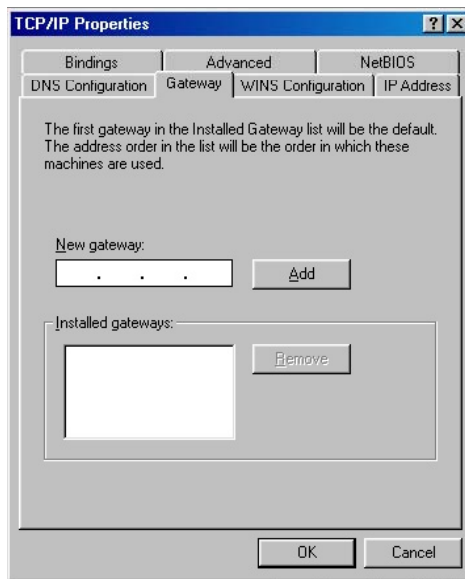 TCP/IP Properties
Bindings Advanced NetBIOS
DNS Configuration Gateway WINS Configuration IP Address
The first gateway in the Installed Gateway list will be the default.
The address order in the list will be the order in which these
machines are used.
New gateway:
. . .
Add
Installed gateways:
Remove
OK Cancel